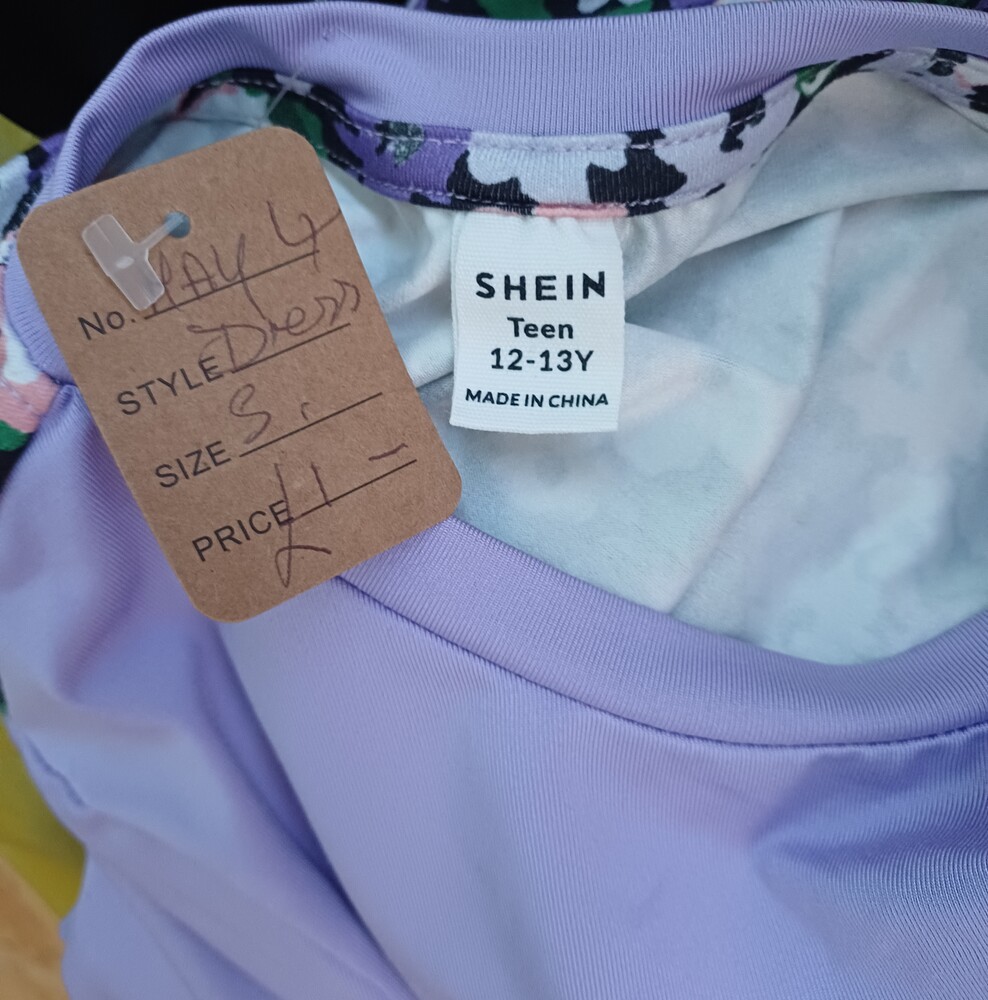 No. MAY 4
STYLE Dress
SIZE S.
PRICE £1 -
SHEIN
Teen
12-13Y
MADE IN CHINA